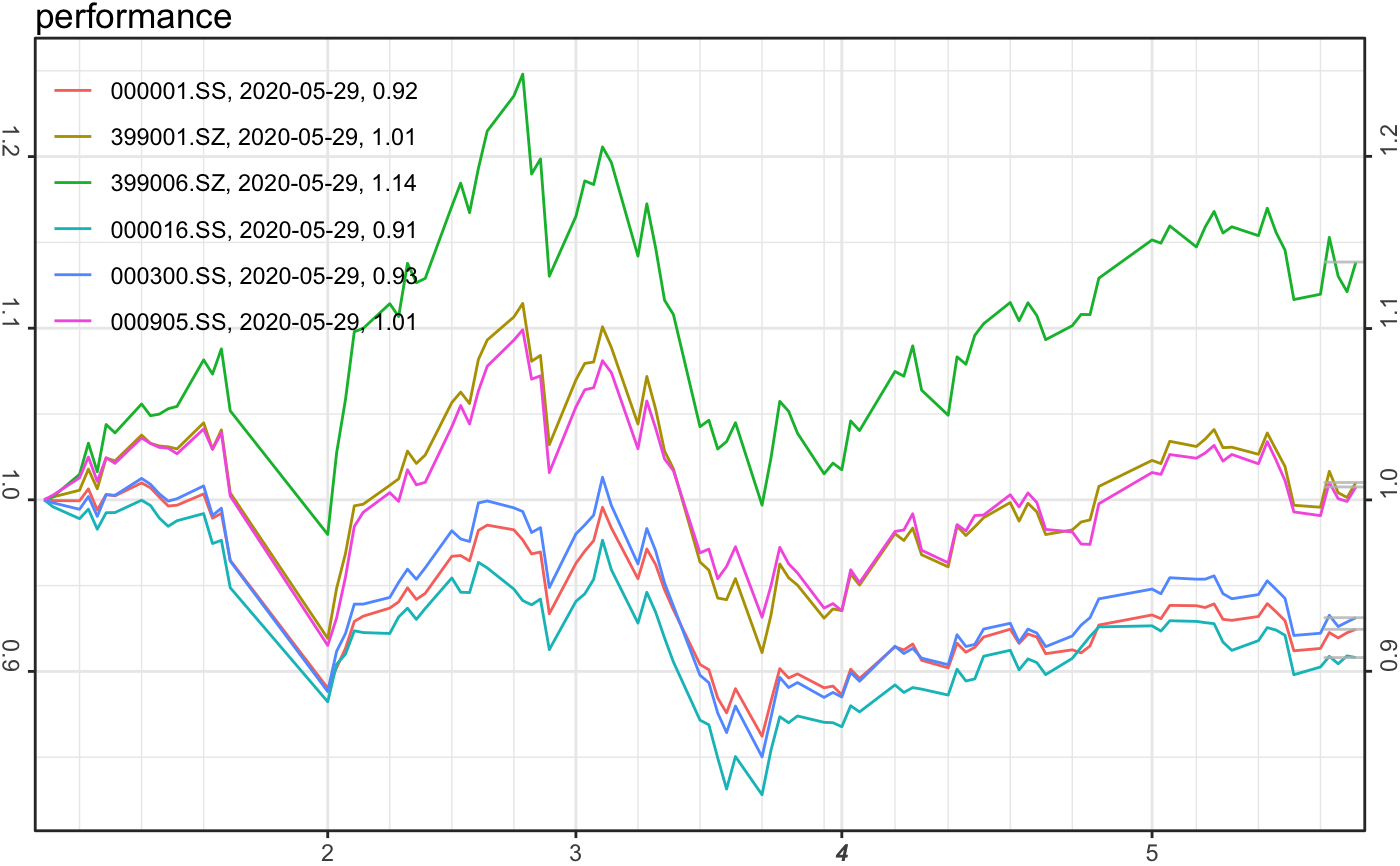 performance
000001.SS, 2020-05-29, 0.92
399001.SZ, 2020-05-29, 1.01
399006.SZ, 2020-05-29, 1.14
000016.SS, 2020-05-29, 0.91
000300.SS, 2020-05-29, 0.93
000905.SS, 2020-05-29, 1.01
1.2
1.1
1.0
0.9
1.2
1.1
1.0
0.9
2 3 4 5